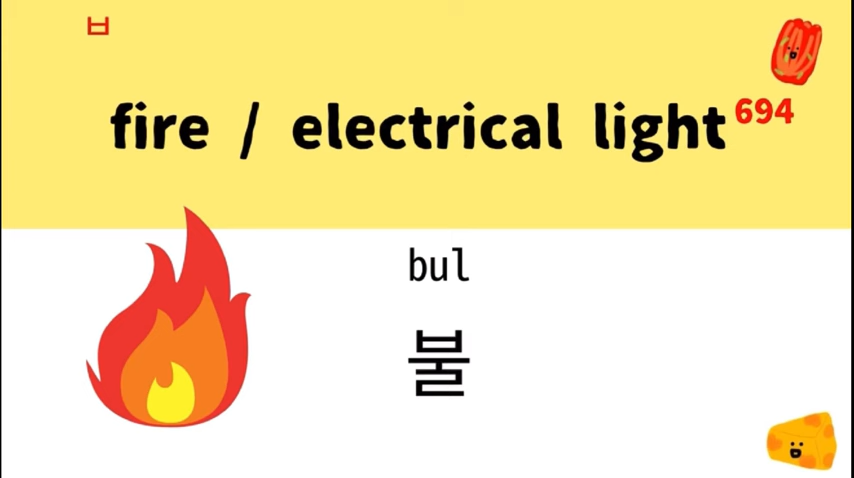 ㅂ
fire / electrical light 694
bul
불